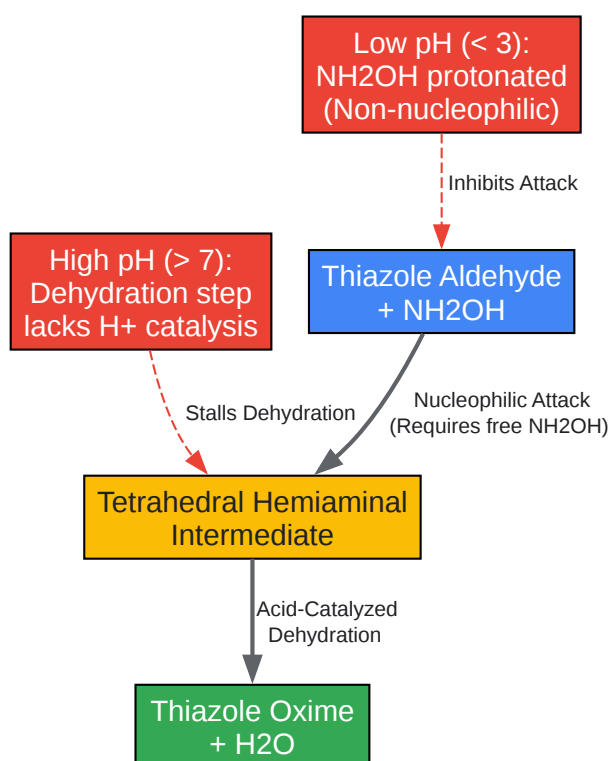 Low pH (< 3):
NH2OH protonated
(Non-nucleophilic)
Inhibits Attack
High pH (> 7):
Dehydration step
lacks H+ catalysis
Thiazole Aldehyde
+ NH2OH
Stalls Dehydration
Nucleophilic Attack
(Requires free NH2OH)
Tetrahedral Hemiaminal
Intermediate
Acid-Catalyzed
Dehydration
Thiazole Oxime
+ H2O